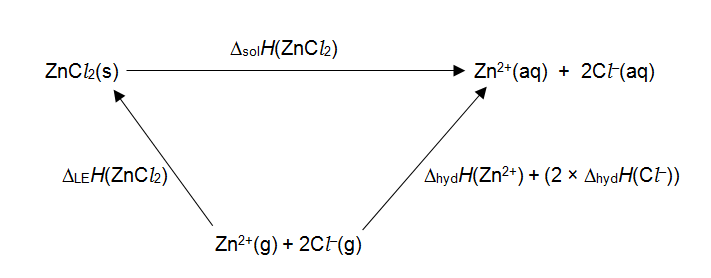 ΔsolH(ZnCl2)
ZnCl2(s)
Zn²⁺(aq) + 2Cl⁻(aq)
ΔLEH(ZnCl2)
ΔhydH(Zn²⁺) + (2 × ΔhydH(Cl⁻))
Zn²⁺(g) + 2Cl⁻(g)